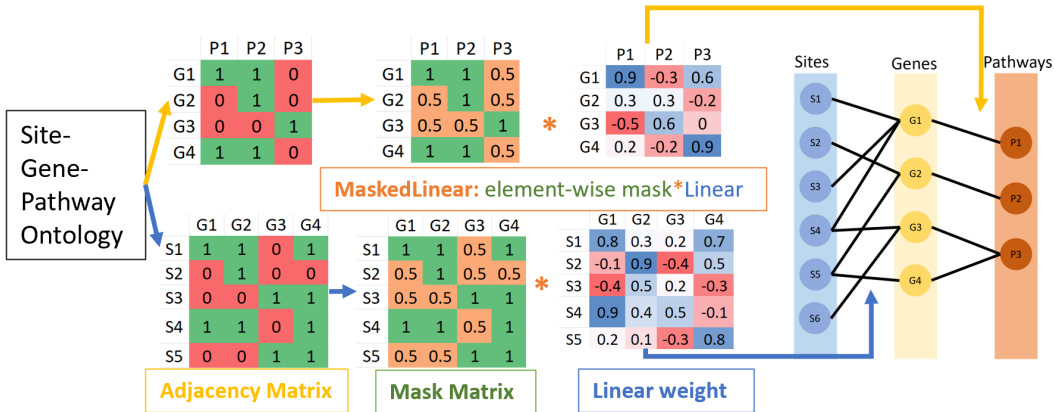 P1 P2 P3
G1 1 1 0
G2 0 1 0
G3 0 0 1
G4 1 1 0
P1 P2 P3
G1 1 1 0.5
G2 0.5 1 0.5
G3 0.5 0.5 1
G4 1 1 0.5
*
P1 P2 P3
G1 0.9 -0.3 0.6
G2 0.3 0.3 -0.2
G3 -0.5 0.6 0
G4 0.2 -0.2 0.9
Site-
Gene-
Pathway
Ontology
MaskedLinear: element-wise mask*Linear
G1 G2 G3 G4
S1 1 1 0 1
S2 0 1 0 0
S3 0 0 1 1
S4 1 1 0 1
S5 0 0 1 1
Adjacency Matrix
G1 G2 G3 G4
S1 1 1 0.5 1
S2 0.5 1 0.5 0.5
S3 0.5 0.5 1 1
S4 1 1 0.5 1
S5 0.5 0.5 1 1
Mask Matrix
*
G1 G2 G3 G4
S1 0.8 0.3 0.2 0.7
S2 -0.1 0.9 -0.4 0.5
S3 -0.4 0.5 0.2 -0.3
S4 0.9 0.4 0.5 -0.1
S5 0.2 0.1 -0.3 0.8
Linear weight
Sites Genes Pathways
S1
S2
S3
S4
S5
S6
G1
G2
G3
G4
P1
P2
P3